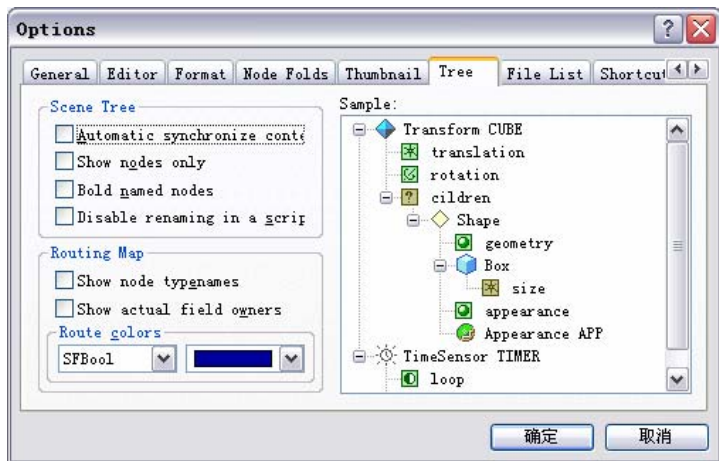 Options
General Editor Format Node Folds Thumbnail Tree File List Shortcut
Scene Tree
Automatic synchronize conte
Show nodes only
Bold named nodes
Disable renaming in a scrip
Routing Map
Show node typenames
Show actual field owners
Route colors
SFBool
Sample:
Transform CUBE
translation
rotation
cildren
Shape
geometry
Box
size
appearance
Appearance APP
TimeSensor TIMER
loop
确定 取消